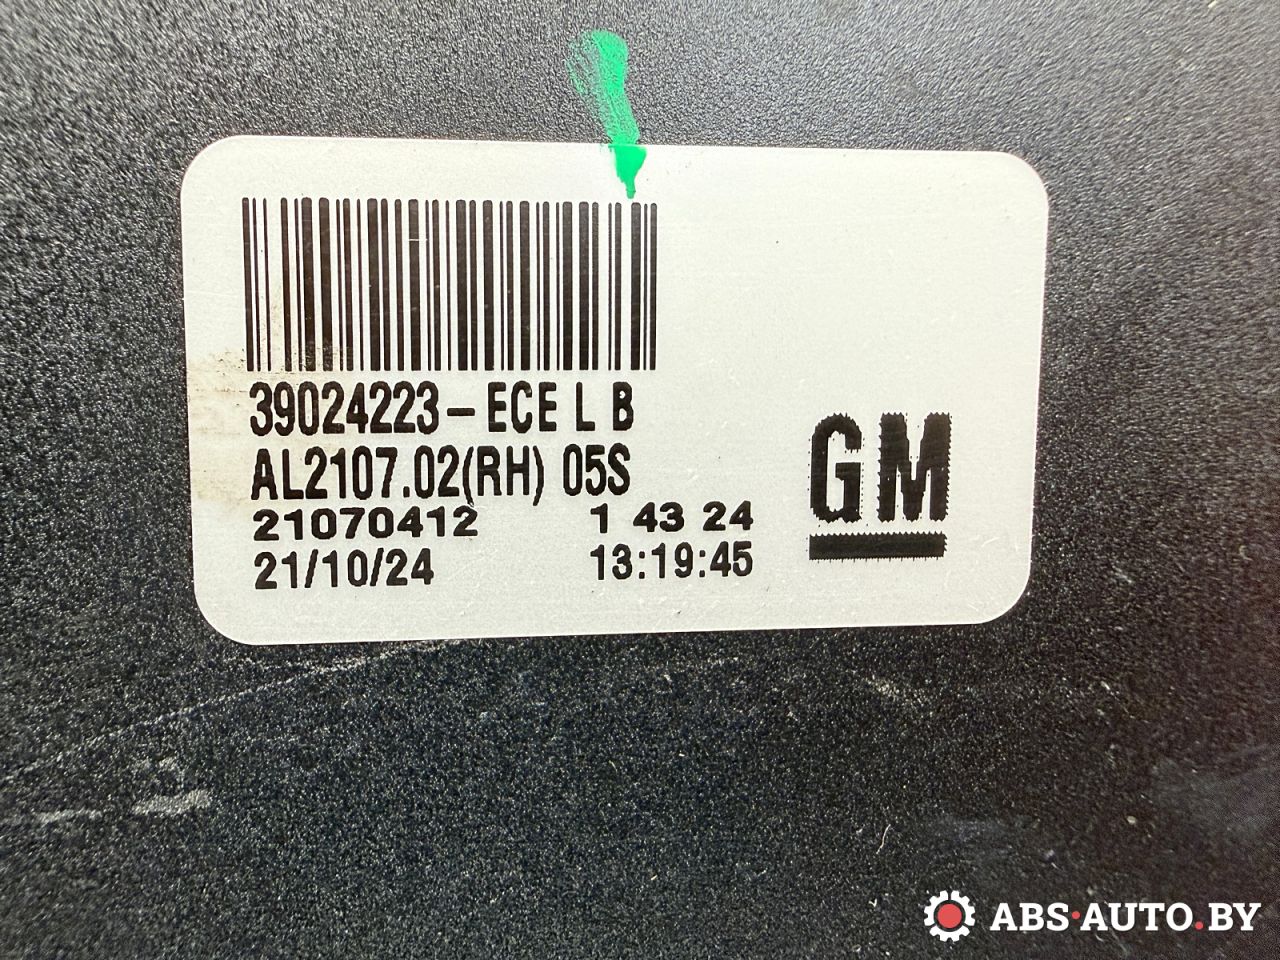 39024223-ECE L B
AL2107.02(RH) 05S
21070412 1 43 24
21/10/24 13:19:45
GM
ABS·AUTO.BY